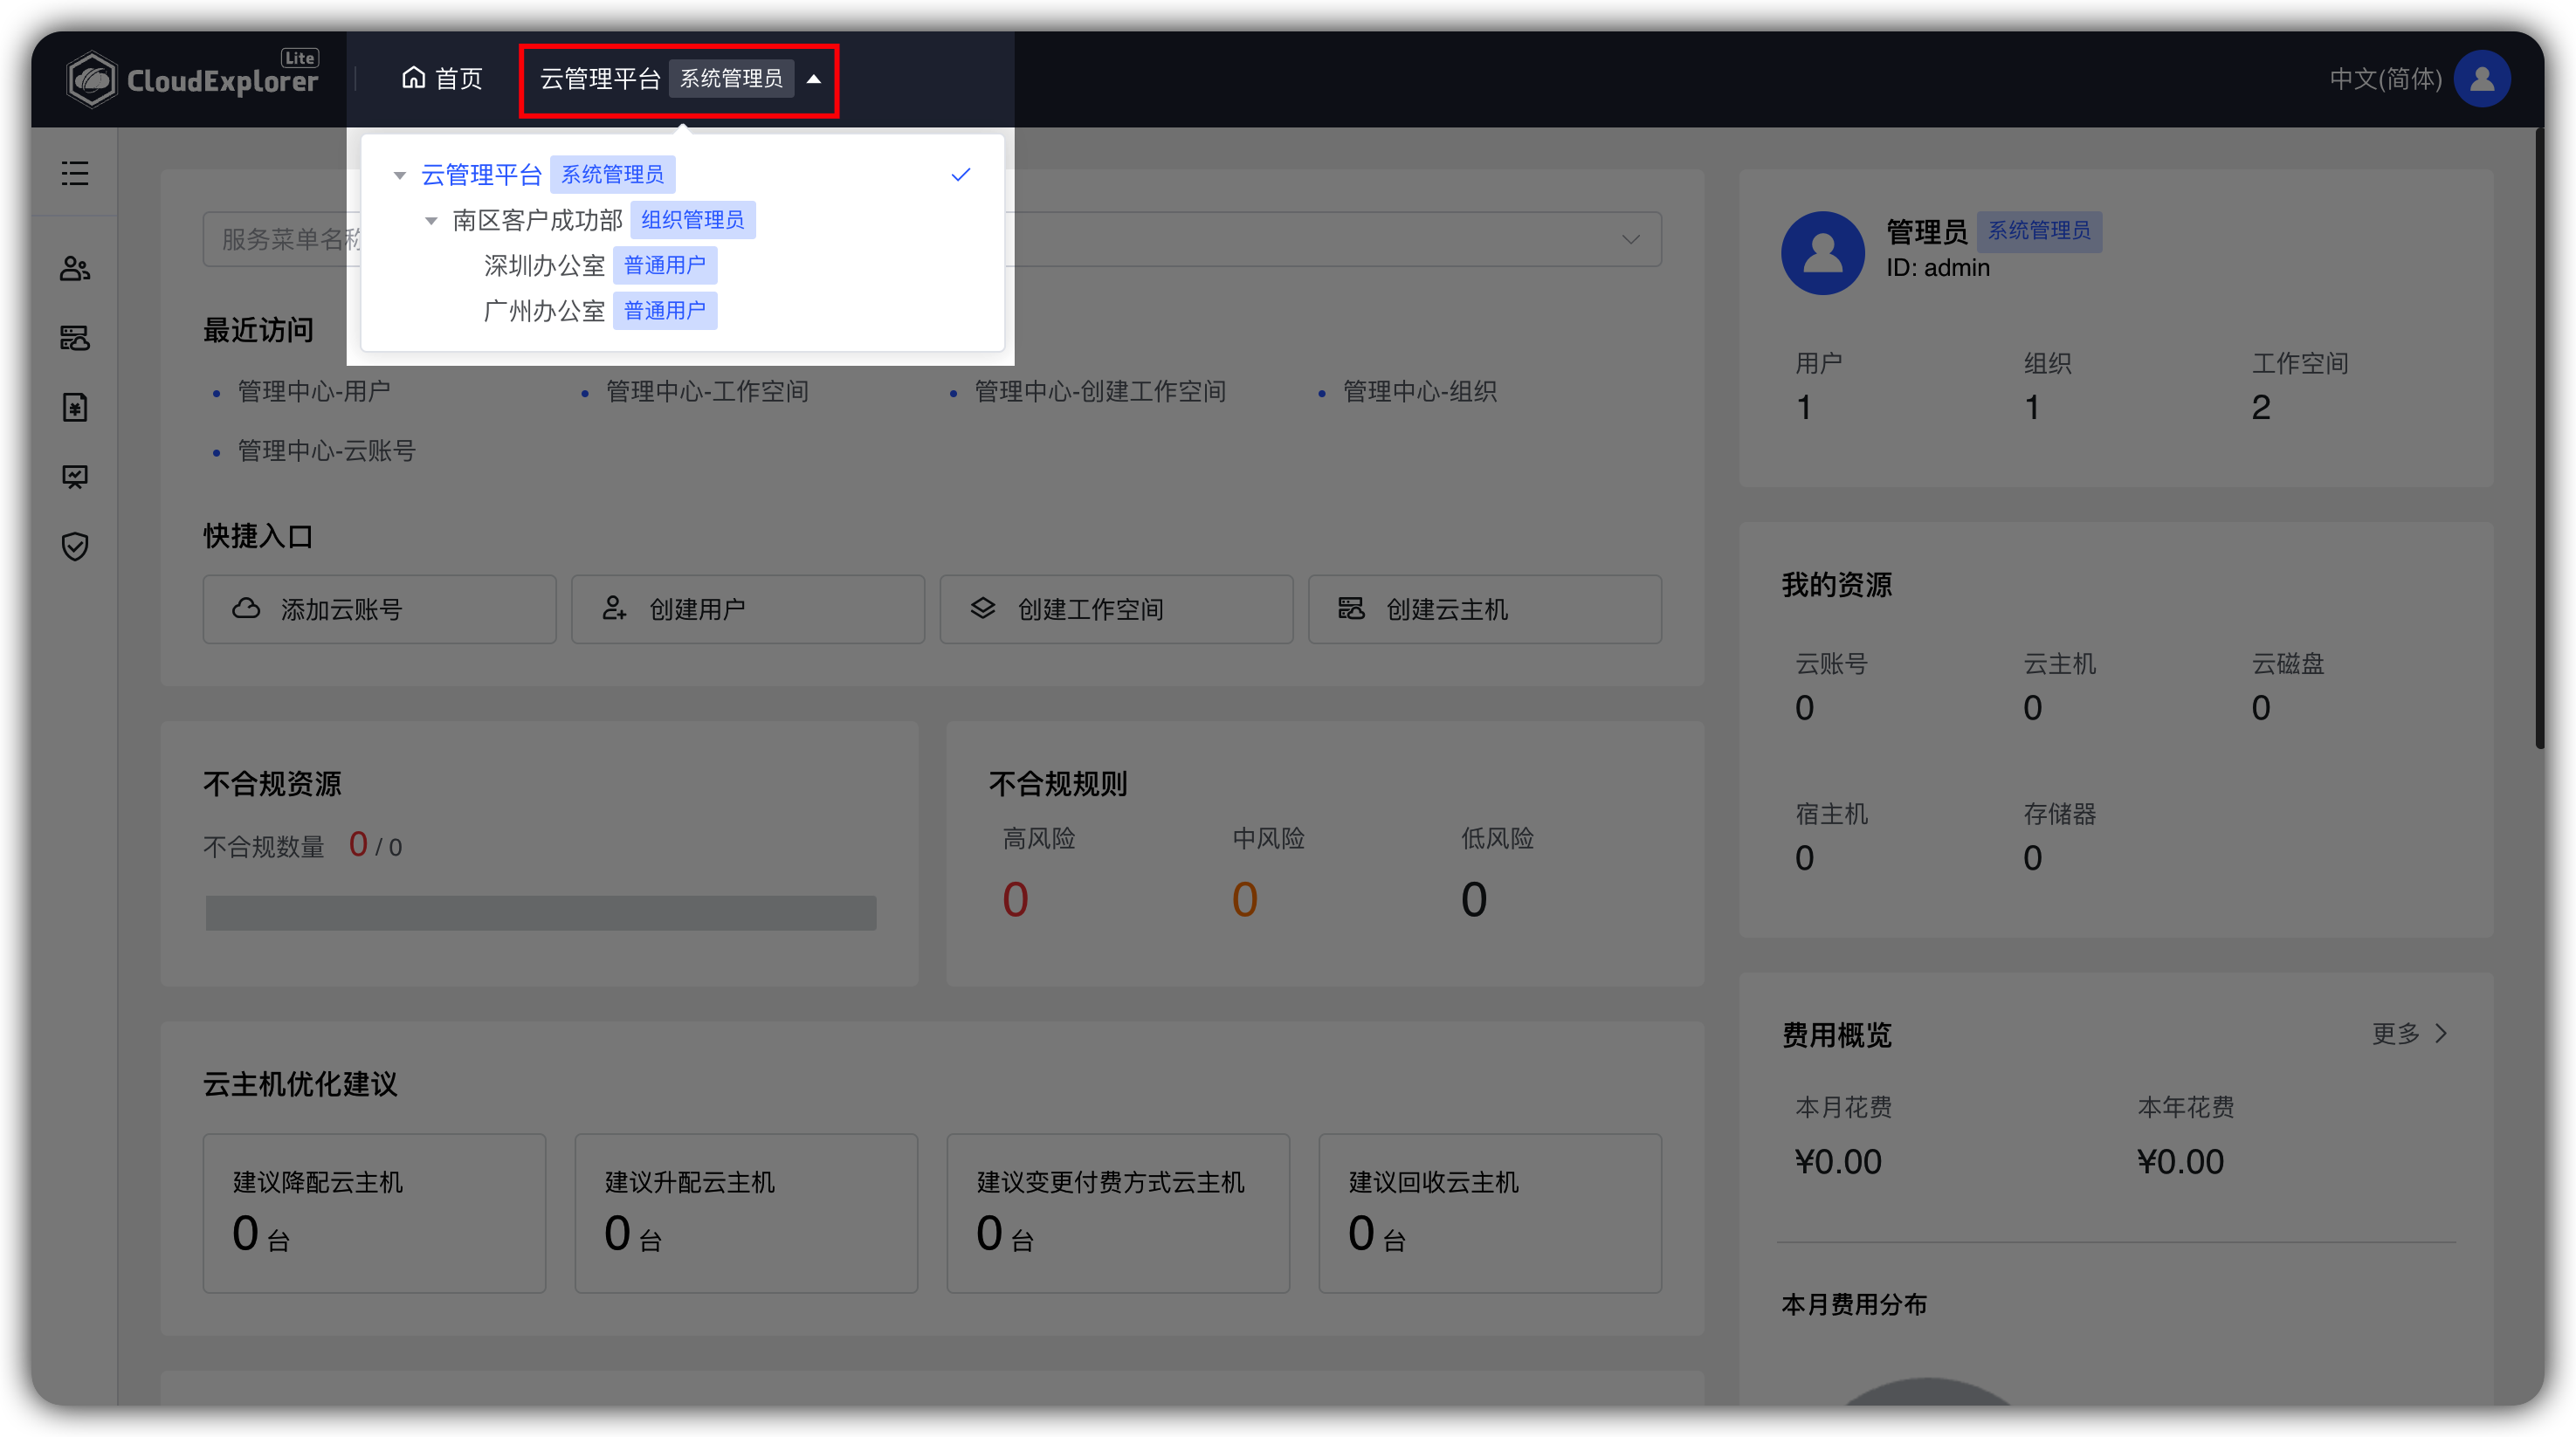 CloudExplorer Lite
首页
云管理平台 系统管理员
中文(简体)
云管理平台 系统管理员
南区客户成功部 组织管理员
深圳办公室 普通用户
广州办公室 普通用户
服务菜单名称
最近访问
管理中心-用户
管理中心-工作空间
管理中心-创建工作空间
管理中心-组织
管理中心-云账号
快捷入口
添加云账号
创建用户
创建工作空间
创建云主机
不合规资源
不合规数量 0 / 0
不合规规则
高风险 中风险 低风险
0 0 0
云主机优化建议
建议降配云主机
0 台
建议升配云主机
0 台
建议变更付费方式云主机
0 台
建议回收云主机
0 台
管理员 系统管理员
ID: admin
用户 组织 工作空间
1 1 2
我的资源
云账号 云主机 云磁盘
0 0 0
宿主机 存储器
0 0
费用概览
更多
本月花费 本年花费
¥0.00 ¥0.00
本月费用分布